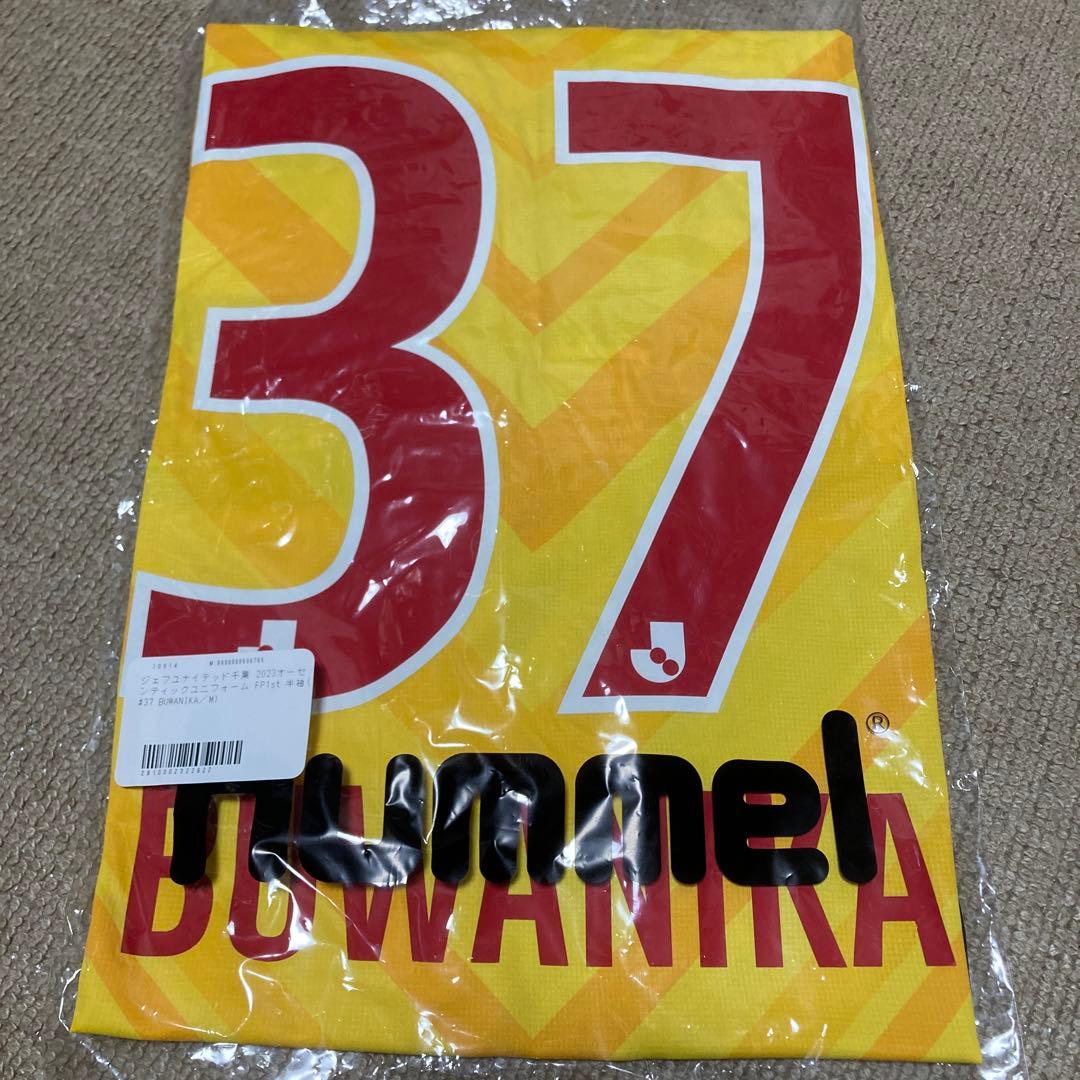 37
10614 M:0000000606765
ジェフユナイテッド千葉 2023オーセ
ンティックユニフォーム FP1st 半袖(
#37 BUWANIKA/M)
2910002322822
hummel®
BUWANIKA